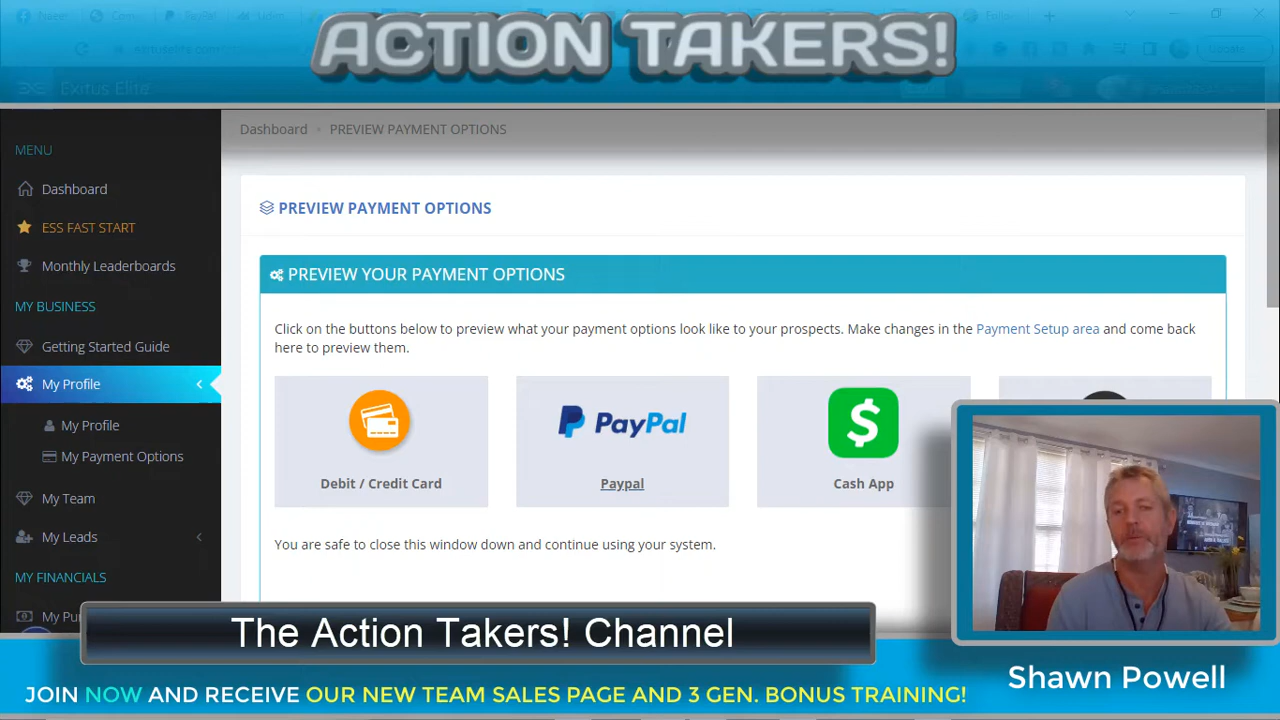 ACTION TAKERS!
Exitus Elite
Dashboard
PREVIEW PAYMENT OPTIONS
MENU
Dashboard
ESS FAST START
Monthly Leaderboards
MY BUSINESS
Getting Started Guide
My Profile
My Profile
My Payment Options
My Team
My Leads
MY FINANCIALS
PREVIEW PAYMENT OPTIONS
PREVIEW YOUR PAYMENT OPTIONS
Click on the buttons below to preview what your payment options look like to your prospects. Make changes in the Payment Setup area and come back
here to preview them.
Debit / Credit Card
PayPal
Paypal
$
Cash App
You are safe to close this window down and continue using your system.
The Action Takers! Channel
Shawn Powell
JOIN NOW AND RECEIVE OUR NEW TEAM SALES PAGE AND 3 GEN. BONUS TRAINING!